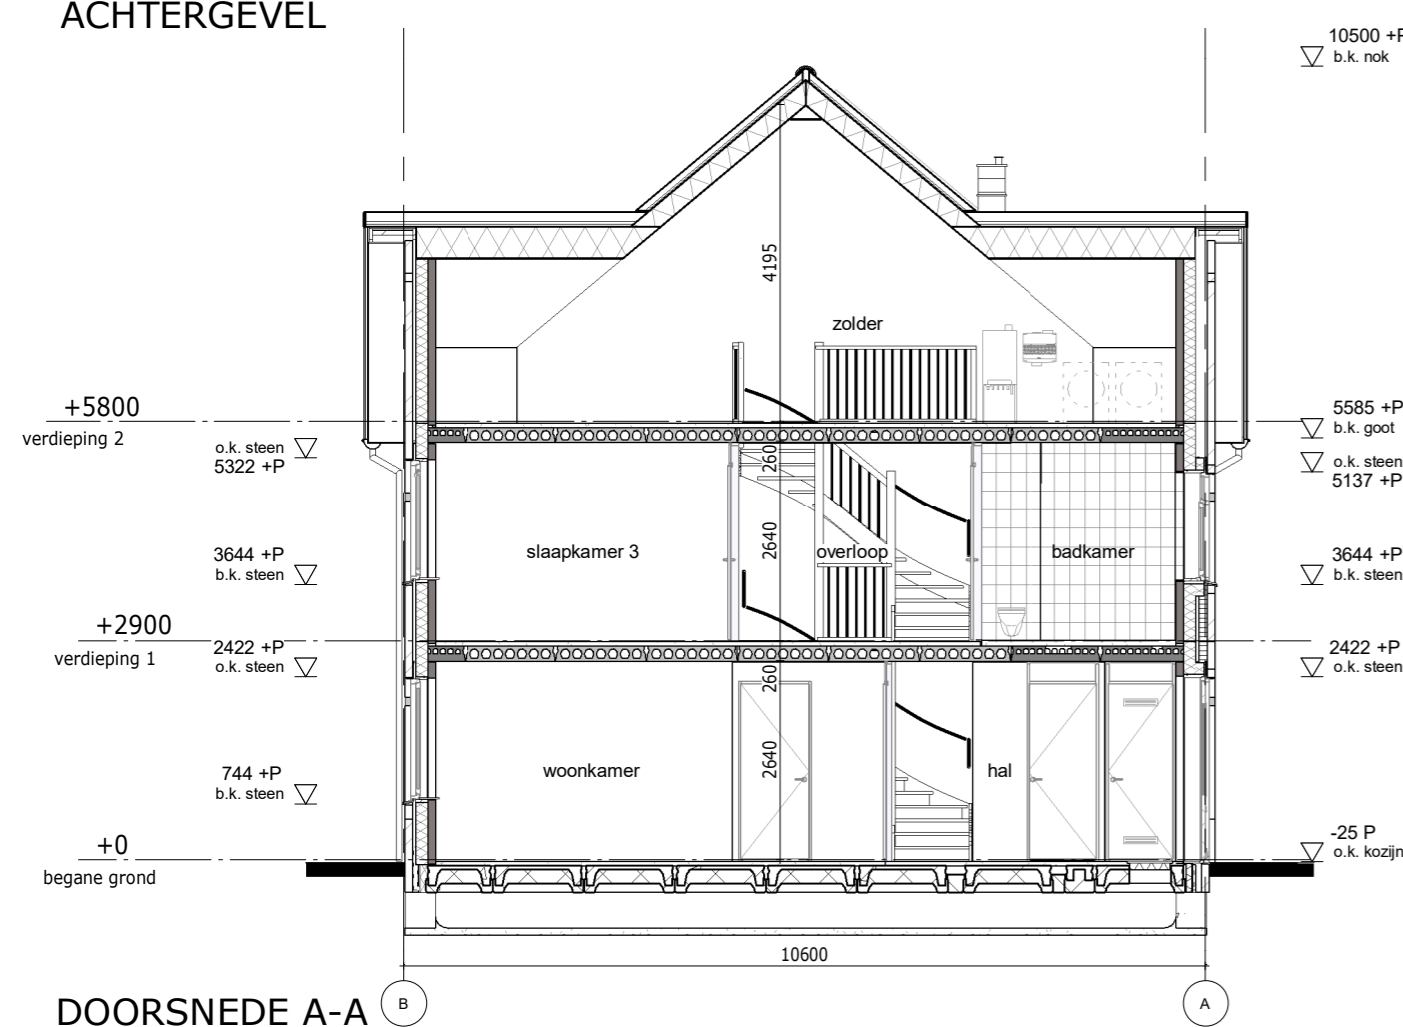 ACHTERGEVEL
10500 +P
b.k. nok
4195
zolder
+5800
verdieping 2
5585 +P
b.k. goot
o.k. steen
5322 +P
260
o.k. steen
5137 +P
3644 +P
b.k. steen
slaapkamer 3
2640
overloop
badkamer
3644 +P
b.k. steen
+2900
verdieping 1
2422 +P
o.k. steen
260
2422 +P
o.k. steen
744 +P
b.k. steen
woonkamer
2640
hal
+0
begane grond
-25 P
o.k. kozijn
10600
DOORSNEDE A-A
B
A